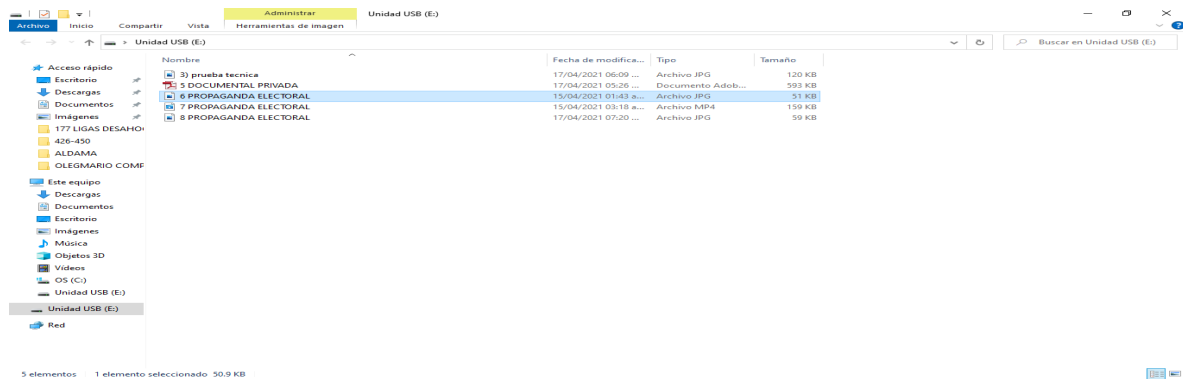 Administrar Unidad USB (E:)
Archivo Inicio Compartir Vista Herramientas de imagen
Unidad USB (E:) Buscar en Unidad USB (E:)
Nombre Fecha de modifica... Tipo Tamaño
3) prueba tecnica 17/04/2021 06:09 ... Archivo JPG 120 KB
5 DOCUMENTAL PRIVADA 17/04/2021 05:26 ... Documento Adob... 593 KB
6 PROPAGANDA ELECTORAL 15/04/2021 01:43 a... Archivo JPG 51 KB
7 PROPAGANDA ELECTORAL 15/04/2021 03:18 a... Archivo MP4 159 KB
8 PROPAGANDA ELECTORAL 17/04/2021 07:20 ... Archivo JPG 59 KB
Acceso rápido
Escritorio
Descargas
Documentos
Imágenes
177 LIGAS DESAHO
426-450
ALDAMA
OLEGMARIO COMP
Este equipo
Descargas
Documentos
Escritorio
Imágenes
Música
Objetos 3D
Vídeos
OS (C:)
Unidad USB (E:)
Unidad USB (E:)
Red
5 elementos 1 elemento seleccionado 50.9 KB